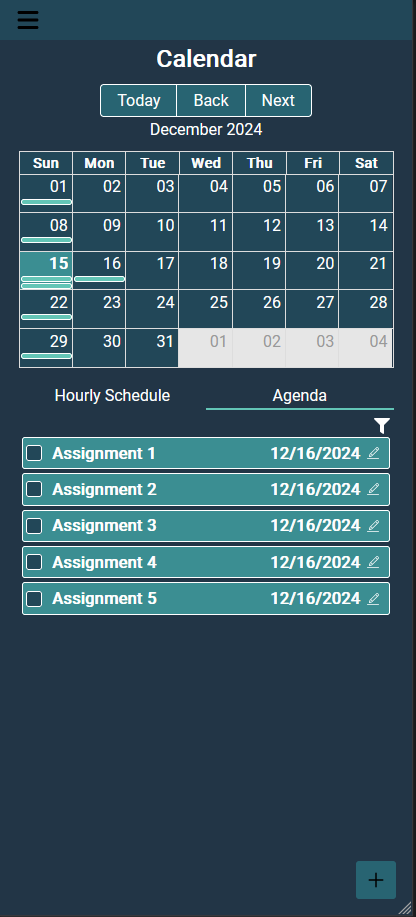 Calendar
Today Back Next
December 2024
Sun Mon Tue Wed Thu Fri Sat
01 02 03 04 05 06 07
08 09 10 11 12 13 14
15 16 17 18 19 20 21
22 23 24 25 26 27 28
29 30 31 01 02 03 04
Hourly Schedule Agenda
Assignment 1 12/16/2024
Assignment 2 12/16/2024
Assignment 3 12/16/2024
Assignment 4 12/16/2024
Assignment 5 12/16/2024